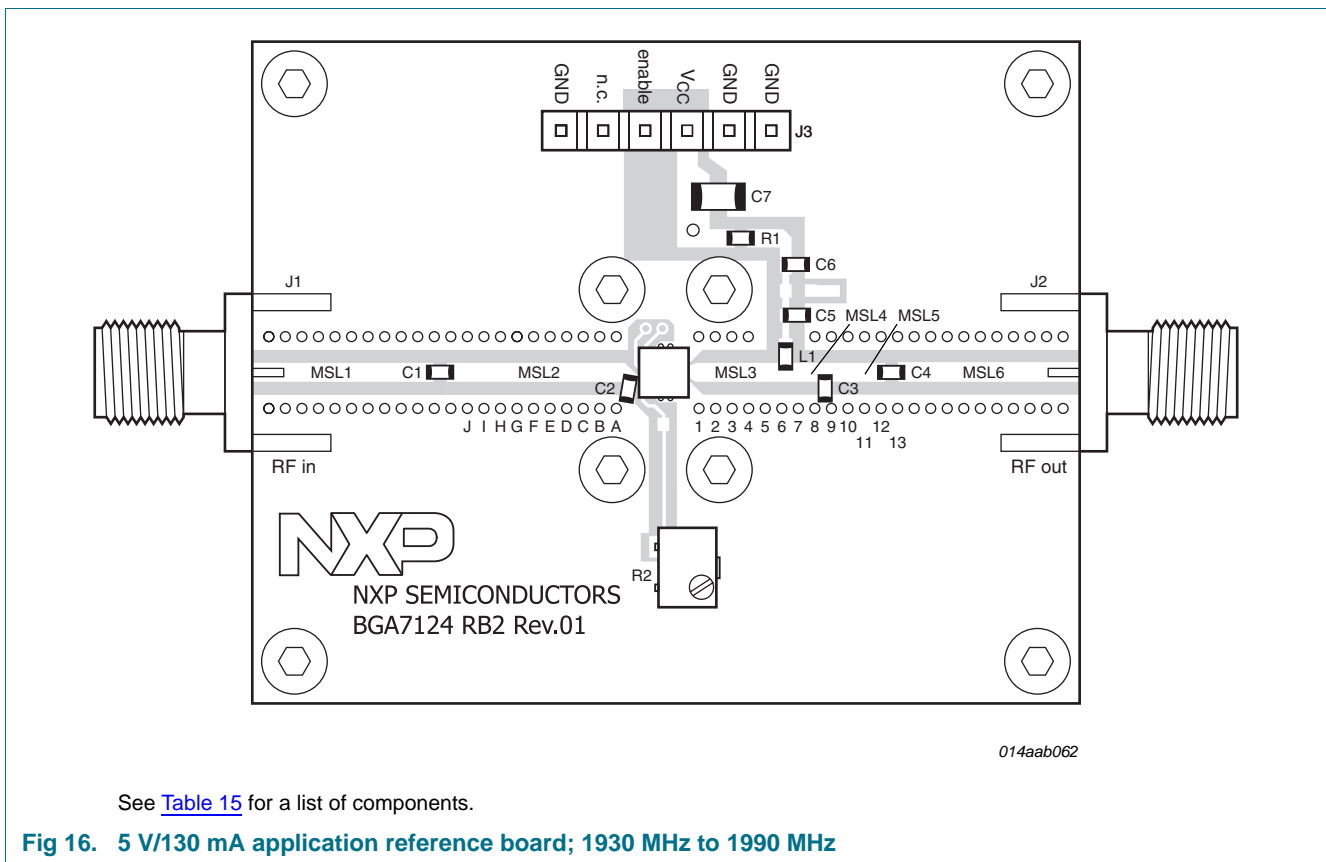 GND n.c. enable VCC GND GND
J3
C7
R1
C6
J1 J2
C5 MSL4 MSL5
L1
MSL1 C1 MSL2 MSL3 C4 MSL6
C2 C3
J I H G F E D C B A 1 2 3 4 5 6 7 8 9 10 12
11 13
RF in RF out
NXP
R2
NXP SEMICONDUCTORS
BGA7124 RB2 Rev.01
014aab062
See Table 15 for a list of components.
Fig 16. 5 V/130 mA application reference board; 1930 MHz to 1990 MHz